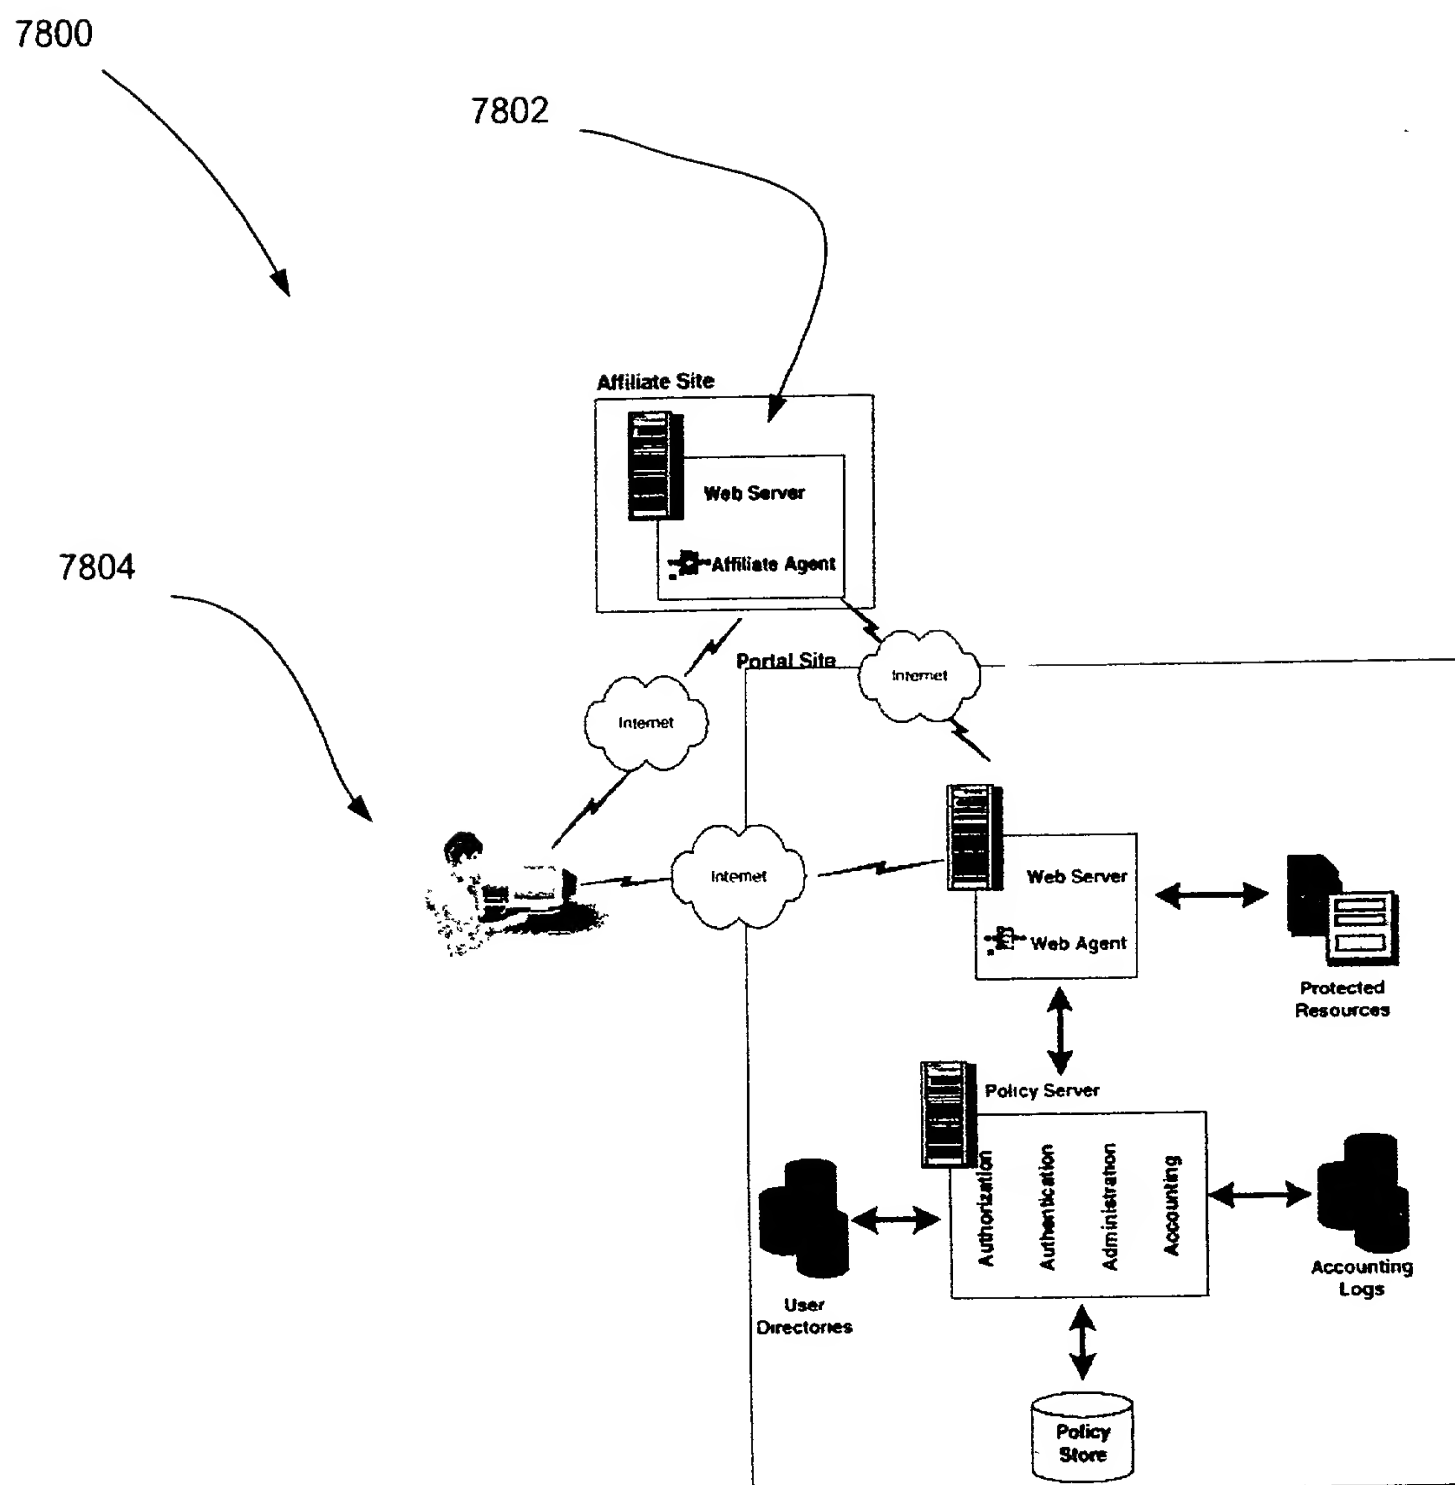 7800
7802
Affiliate Site
Web Server
Affiliate Agent
7804
Portal Site
Internet
Internet
Internet
Web Server
Web Agent
Protected
Resources
Policy Server
Authorization
Authentication
Administration
Accounting
User
Directories
Accounting
Logs
Policy
Store